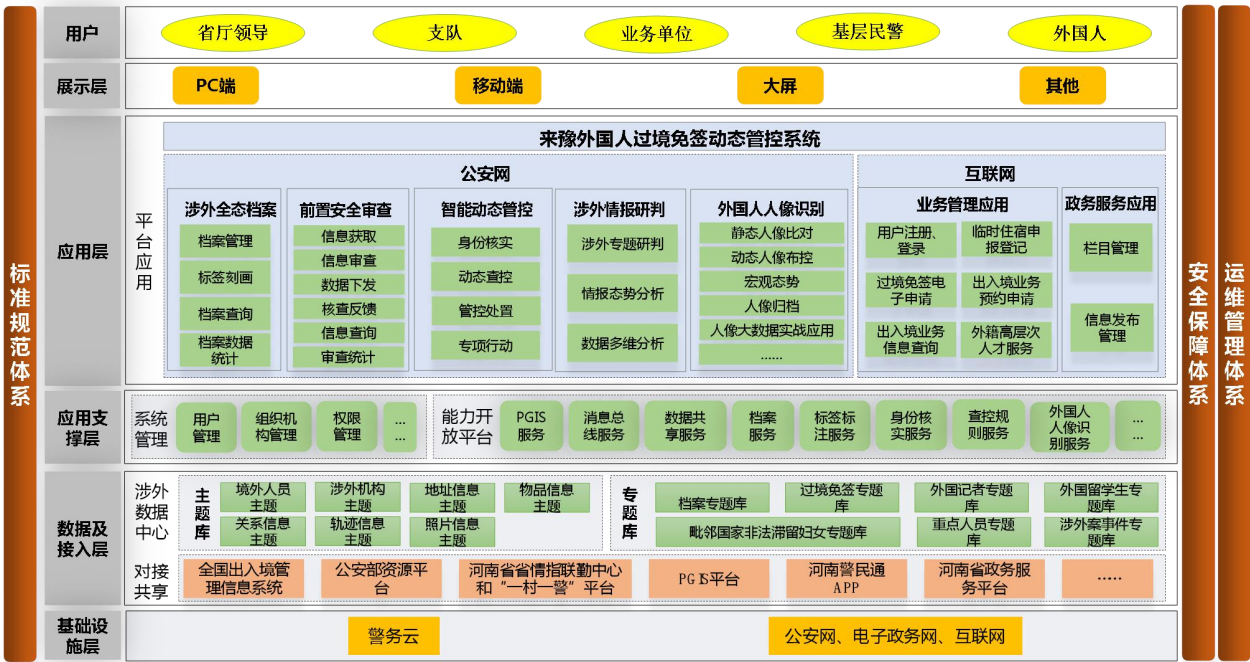 标准规范体系
用户
省厅领导
支队
业务单位
基层民警
外国人
展示层
PC端
移动端
大屏
其他
应用层
平台应用
来豫外国人过境免签动态管控系统
公安网
涉外全态档案
档案管理
标签刻画
档案查询
档案数据
统计
前置安全审查
信息获取
信息审查
数据下发
核查反馈
信息查询
审查统计
智能动态管控
身份核实
动态查控
管控处置
专项行动
涉外情报研判
涉外专题研判
情报态势分析
数据多维分析
外国人人像识别
静态人像比对
动态人像布控
宏观态势
人像归档
人像大数据实战应用
......
互联网
业务管理应用
用户注册、
登录
临时住宿申
报登记
过境免签电
子申请
出入境业务
预约申请
出入境业务
信息查询
外籍高层次
人才服务
政务服务应用
栏目管理
信息发布
管理
应用支
撑层
系统
管理
用户
管理
组织机
构管理
权限
管理
...
...
能力开
放平台
PGIS
服务
消息总
线服务
数据共
享服务
档案
服务
标签标
注服务
身份核
实服务
查控规
则服务
外国人
人像识
别服务
...
...
数据及
接入层
涉外
数据
中心
主题库
境外人员
主题
涉外机构
主题
地址信息
主题
物品信息
主题
关系信息
主题
轨迹信息
主题
照片信息
主题
专题库
档案专题库
过境免签专题
库
外国记者专题
库
外国留学生专
题库
毗邻国家非法滞留妇女专题库
重点人员专题
库
涉外案事件专
题库
对接
共享
全国出入境管
理信息系统
公安部资源平
台
河南省省情指联勤中心
和“一村一警”平台
PGIS平台
河南警民通
APP
河南省政务服
务平台
......
基础设
施层
警务云
公安网、电子政务网、互联网
安全保障体系
运维管理体系